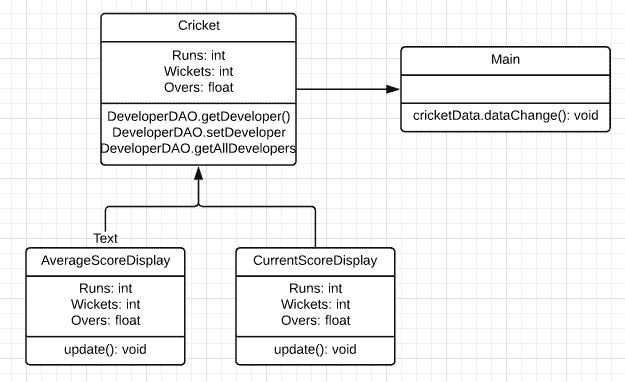 Cricket
Runs: int
Wickets: int
Overs: float
DeveloperDAO.getDeveloper()
DeveloperDAO.setDeveloper
DeveloperDAO.getAllDevelopers
Main
cricketData.dataChange(): void
Text
AverageScoreDisplay
Runs: int
Wickets: int
Overs: float
update(): void
CurrentScoreDisplay
Runs: int
Wickets: int
Overs: float
update(): void